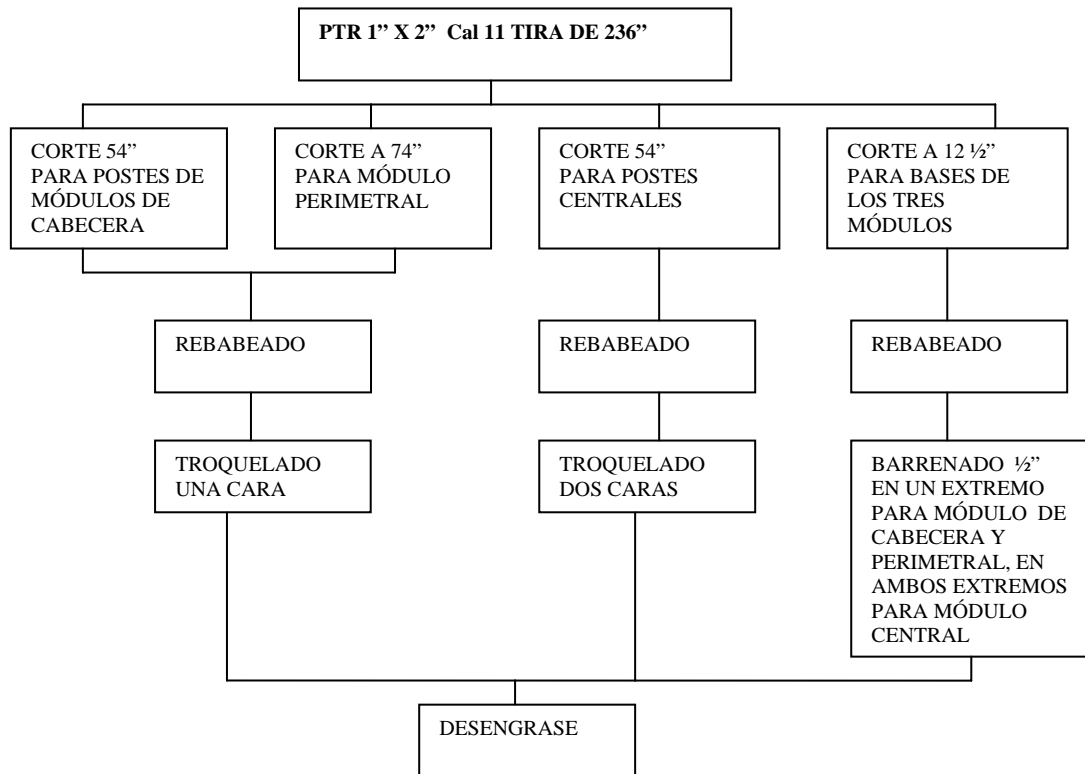 PTR 1” X 2”  Cal 11 TIRA DE 236”
CORTE 54”
PARA POSTES DE
MÓDULOS DE
CABECERA
CORTE A 74”
PARA MÓDULO
PERIMETRAL
CORTE 54”
PARA POSTES
CENTRALES
CORTE A 12 ½”
PARA BASES DE
LOS TRES
MÓDULOS
REBABEADO
REBABEADO
REBABEADO
TROQUELADO
UNA CARA
TROQUELADO
DOS CARAS
BARRENADO  ½”
EN UN EXTREMO
PARA MÓDULO  DE
CABECERA Y
PERIMETRAL, EN
AMBOS EXTREMOS
PARA MÓDULO
CENTRAL
DESENGRASE